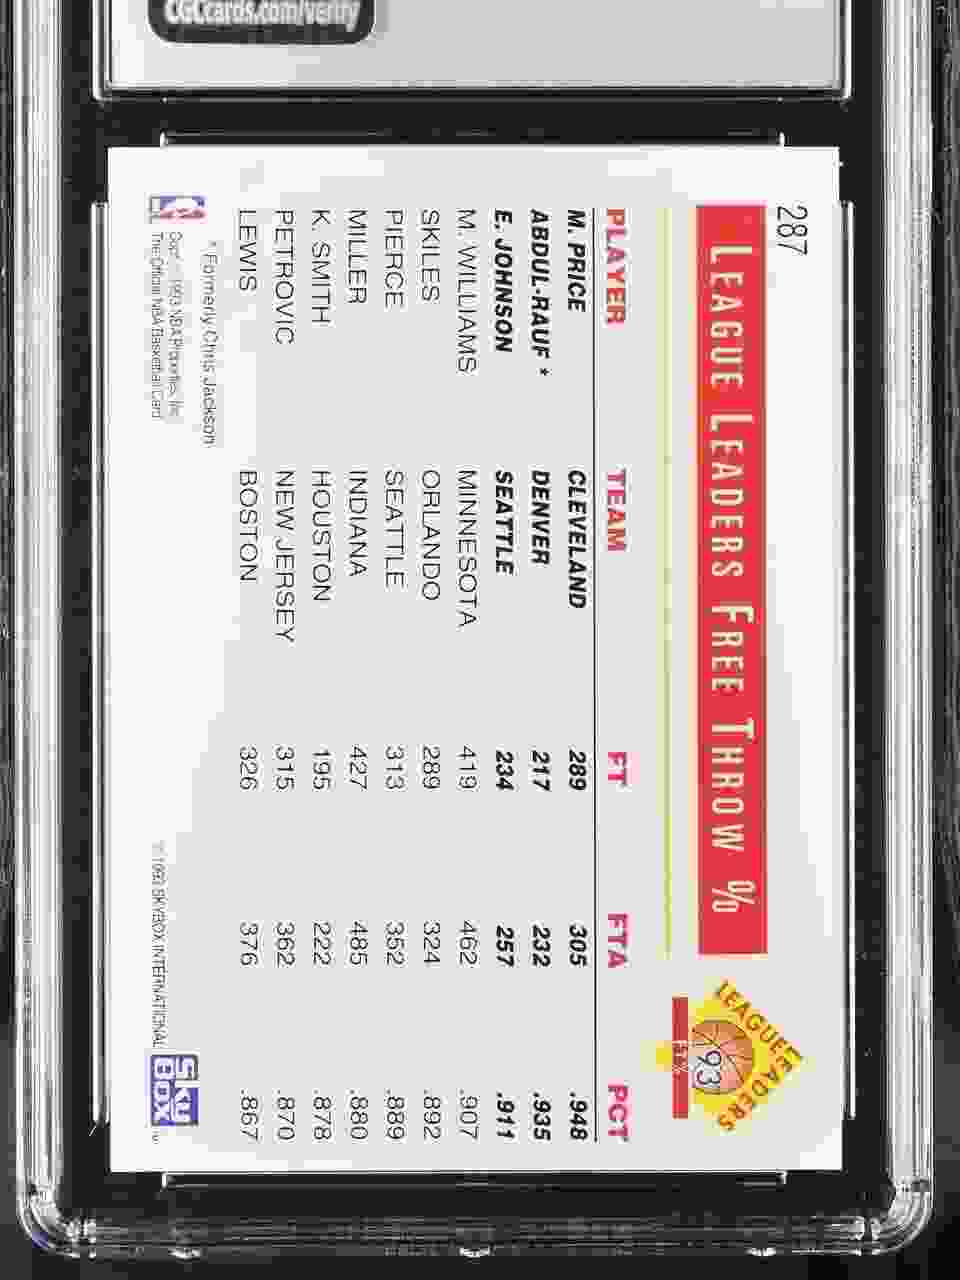 CGCcards.com/verify
287
LEAGUE LEADERS FREE THROW %
LEAGUE LEADERS
93
PLAYER TEAM FT FTA PCT
M. PRICE CLEVELAND 289 305 .948
ABDUL-RAUF * DENVER 217 232 .935
E. JOHNSON SEATTLE 234 257 .911
M. WILLIAMS MINNESOTA 419 462 .907
SKILES ORLANDO 289 324 .892
PIERCE SEATTLE 313 352 .889
MILLER INDIANA 427 485 .880
K. SMITH HOUSTON 195 222 .878
PETROVIC NEW JERSEY 315 362 .870
LEWIS BOSTON 326 376 .867
* Formerly Chris Jackson
1993 NBA Properties, Inc.
The Official NBA Basketball Card
© 1993 SKYBOX INTERNATIONAL
SKY
BOX